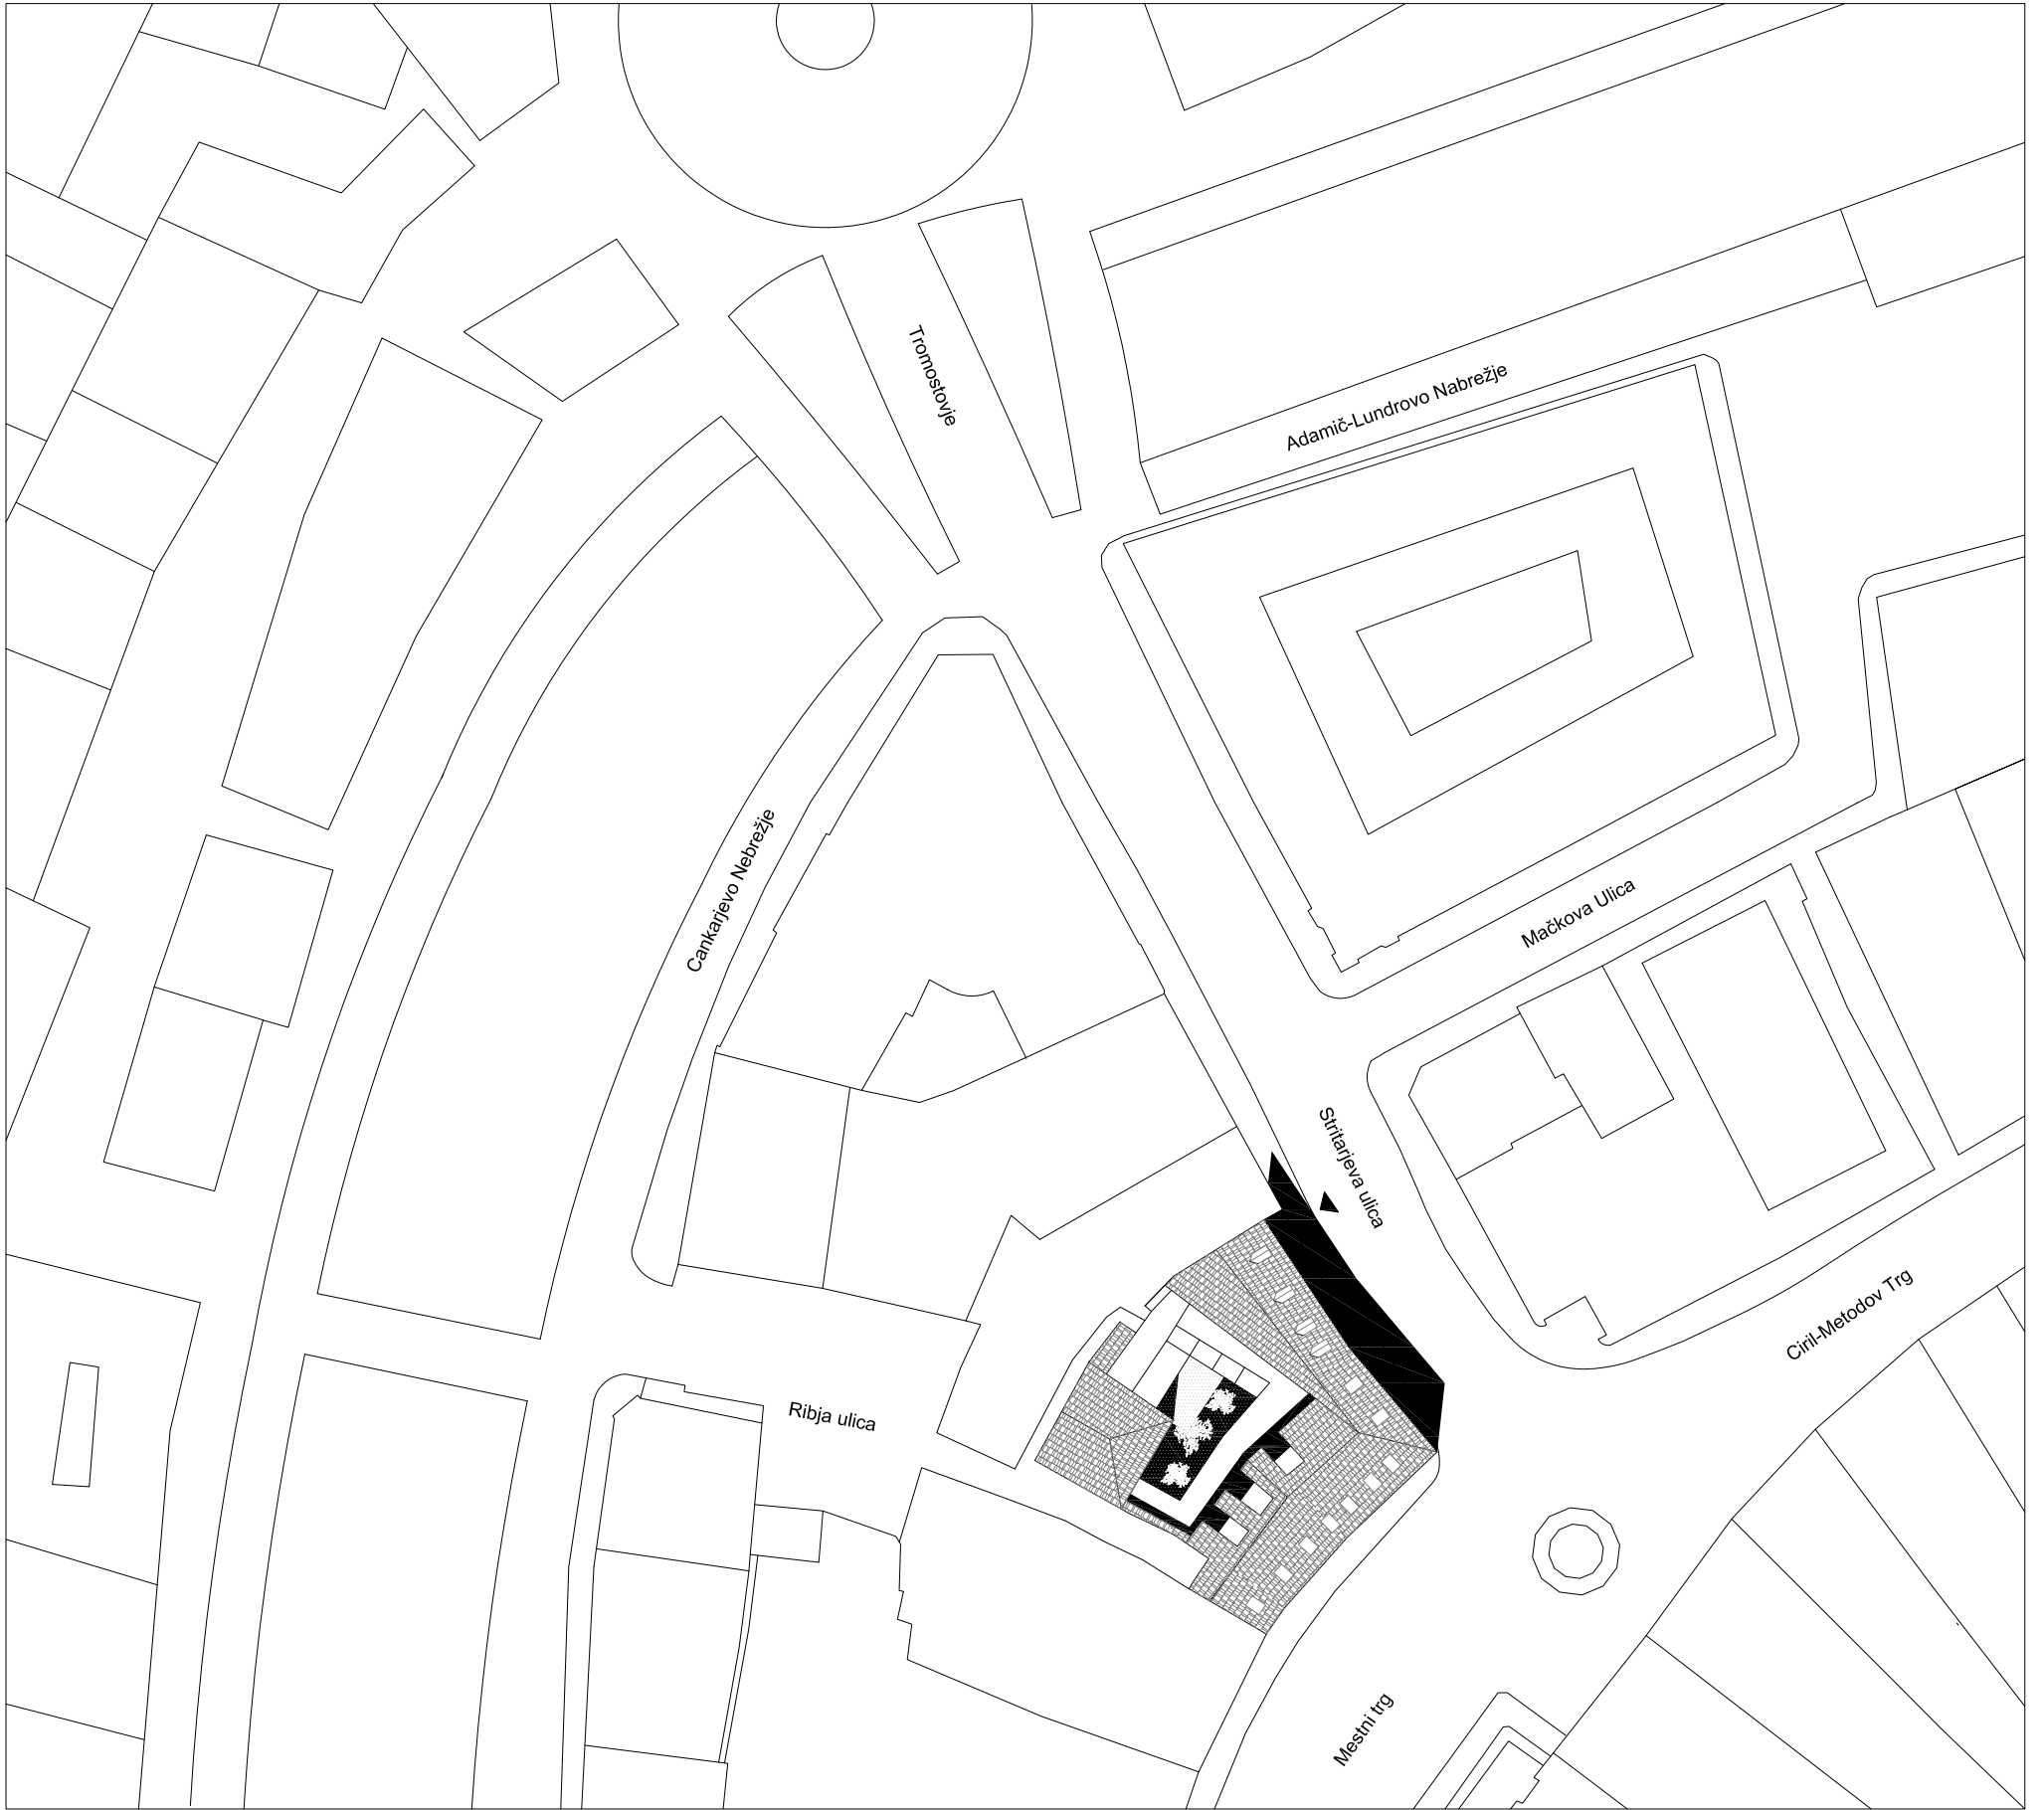 Tromostovje
Adamič-Lundrovo Nabrežje
Cankarjevo Nebrežje
Mačkova Ulica
Stritarjeva ulica
Ciril-Metodov Trg
Ribja ulica
Mestni trg